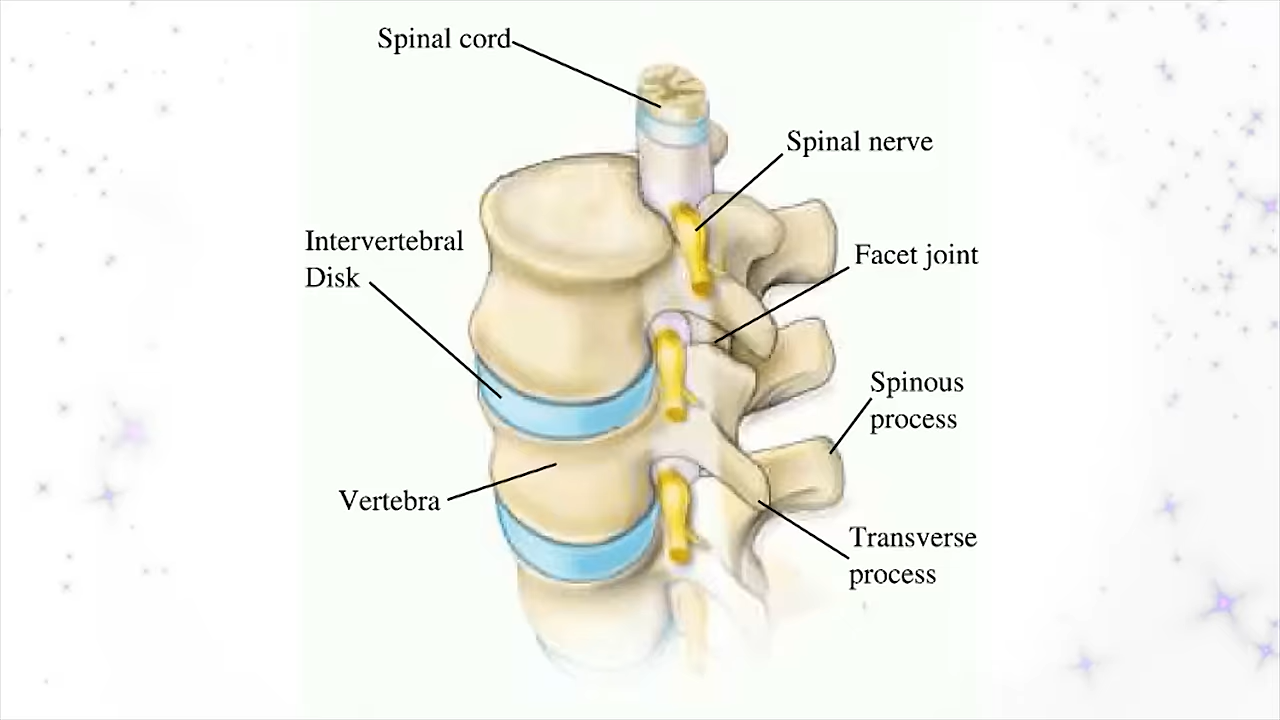 Spinal cord
Spinal nerve
Intervertebral
Disk
Facet joint
Spinous
process
Vertebra
Transverse
process